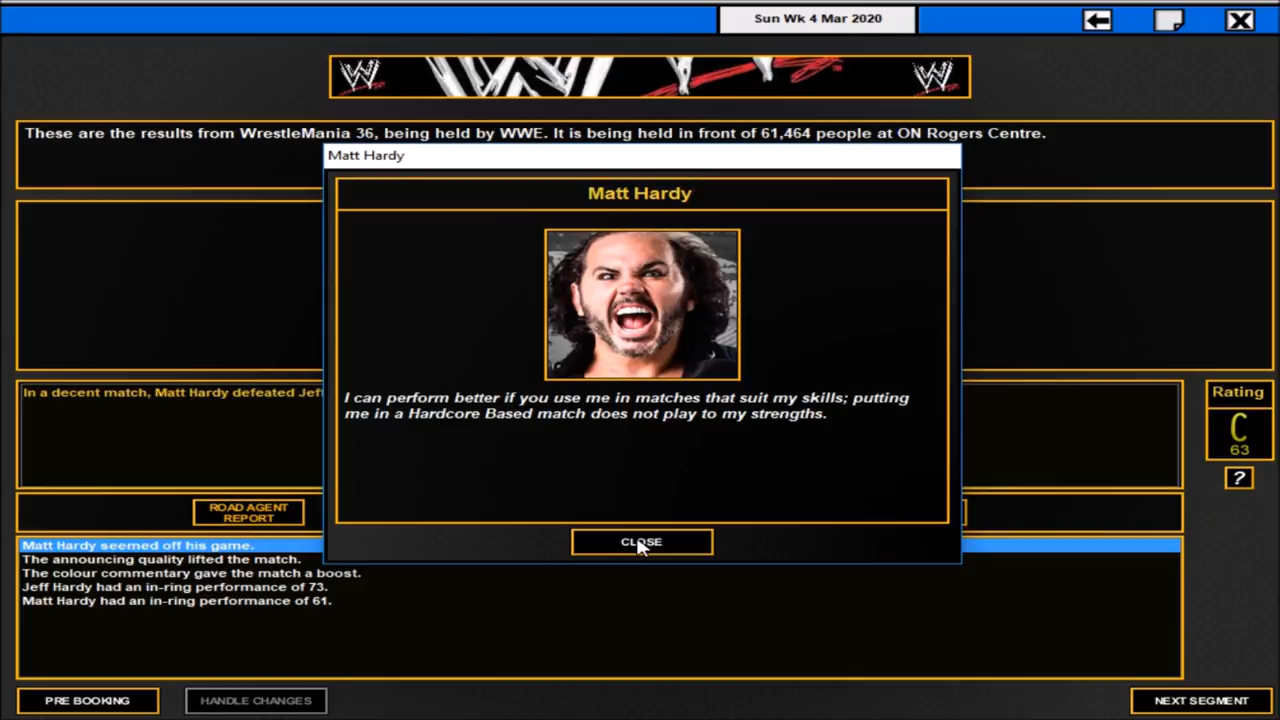 Sun Wk 4 Mar 2020
These are the results from WrestleMania 36, being held by WWE. It is being held in front of 61,464 people at ON Rogers Centre.
Matt Hardy
Matt Hardy
I can perform better if you use me in matches that suit my skills; putting
me in a Hardcore Based match does not play to my strengths.
CLOSE
In a decent match, Matt Hardy defeated Jeff
Rating
C
63
?
ROAD AGENT
REPORT
Matt Hardy seemed off his game.
The announcing quality lifted the match.
The colour commentary gave the match a boost.
Jeff Hardy had an in-ring performance of 73.
Matt Hardy had an in-ring performance of 61.
PRE BOOKING
HANDLE CHANGES
NEXT SEGMENT